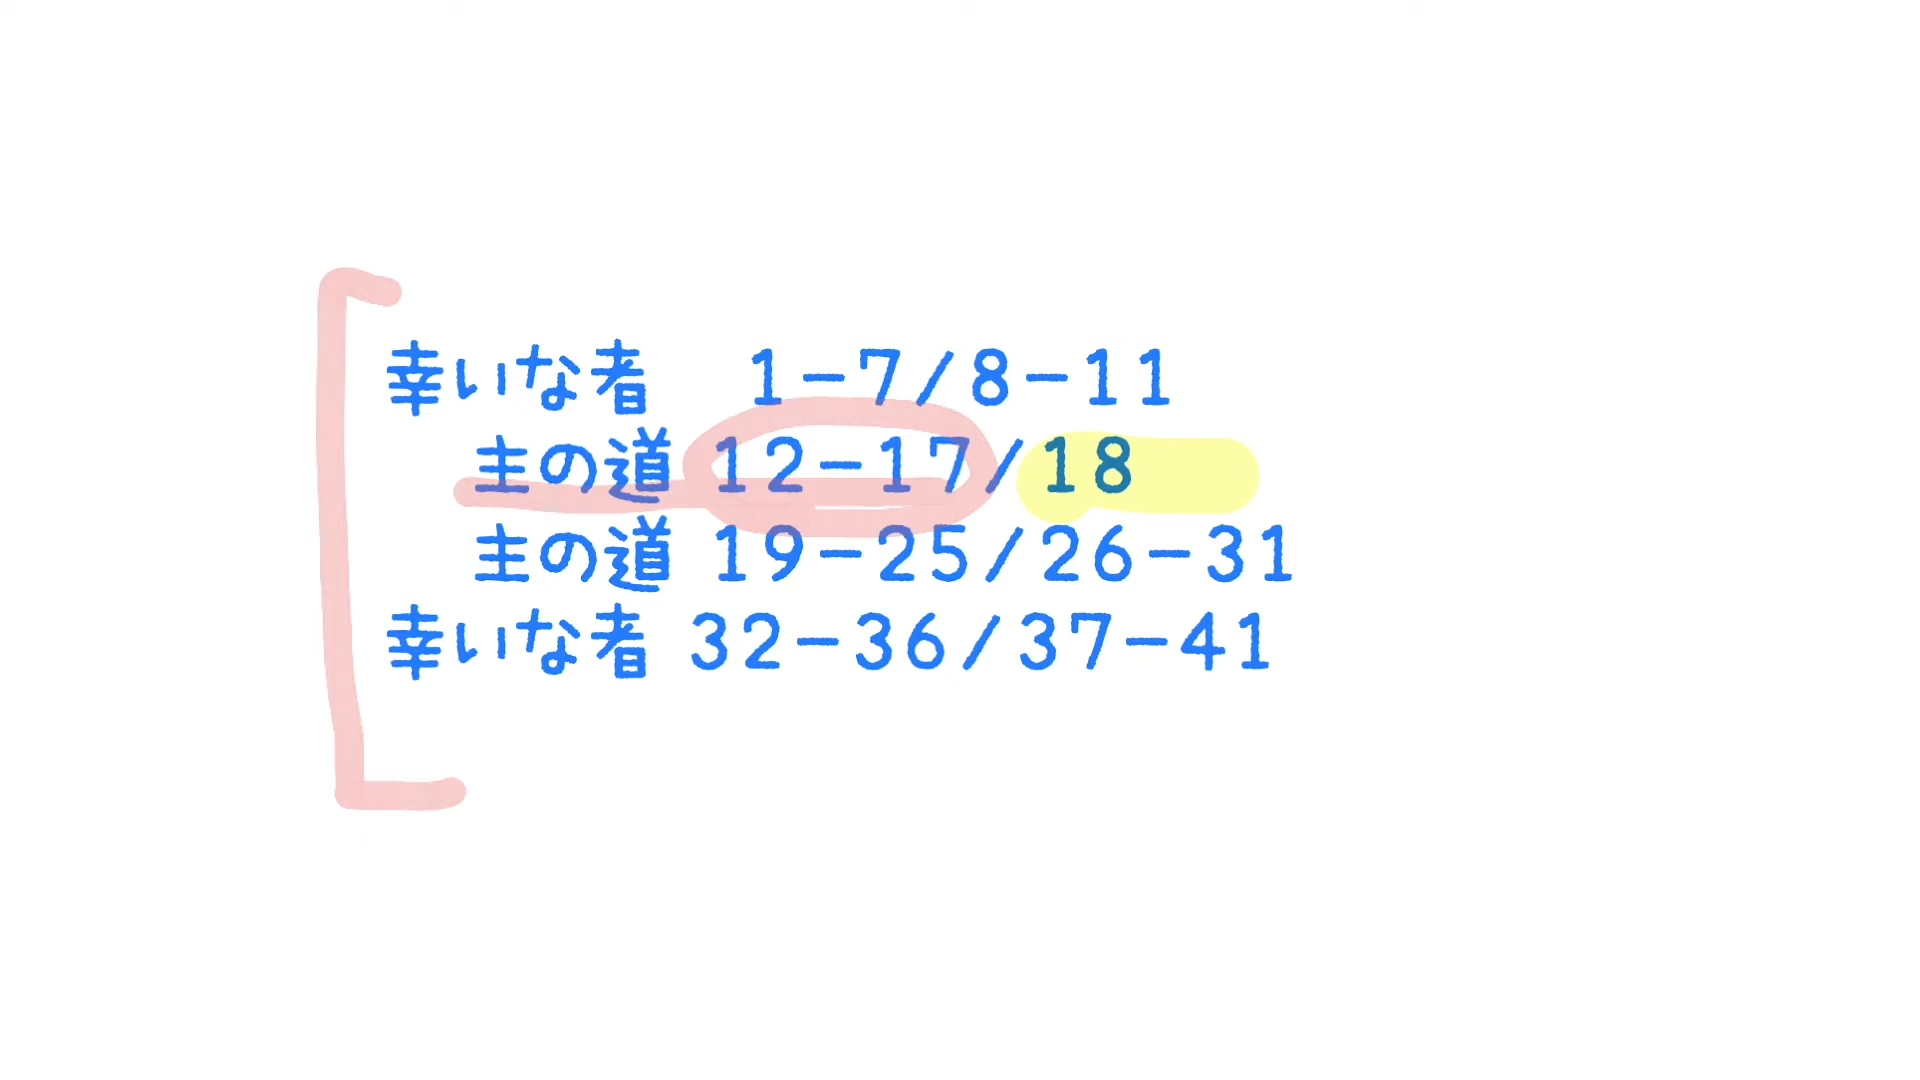 幸いな者 1-7/8-11
主の道 12-17/18
主の道 19-25/26-31
幸いな者 32-36/37-41